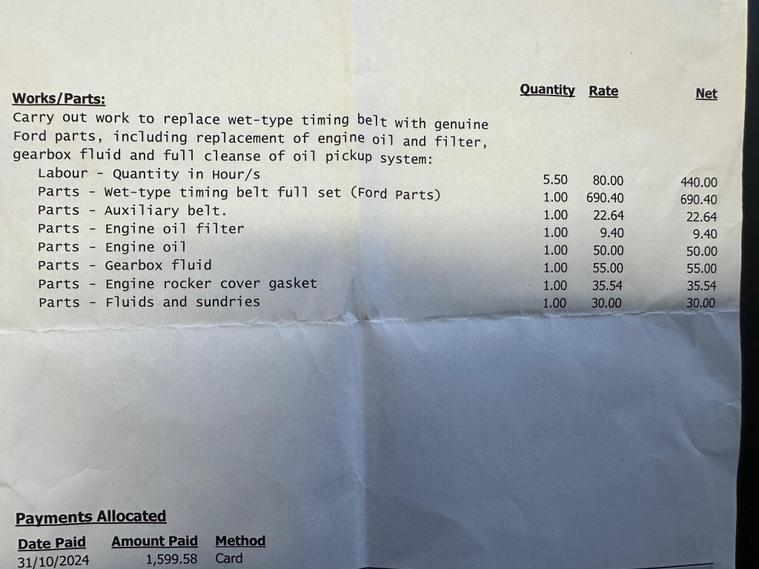 Works/Parts: Quantity Rate Net
Carry out work to replace wet-type timing belt with genuine
Ford parts, including replacement of engine oil and filter,
gearbox fluid and full cleanse of oil pickup system:
Labour - Quantity in Hour/s 5.50 80.00 440.00
Parts - Wet-type timing belt full set (Ford Parts) 1.00 690.40 690.40
Parts - Auxiliary belt. 1.00 22.64 22.64
Parts - Engine oil filter 1.00 9.40 9.40
Parts - Engine oil 1.00 50.00 50.00
Parts - Gearbox fluid 1.00 55.00 55.00
Parts - Engine rocker cover gasket 1.00 35.54 35.54
Parts - Fluids and sundries 1.00 30.00 30.00
Payments Allocated
Date Paid Amount Paid Method
31/10/2024 1,599.58 Card